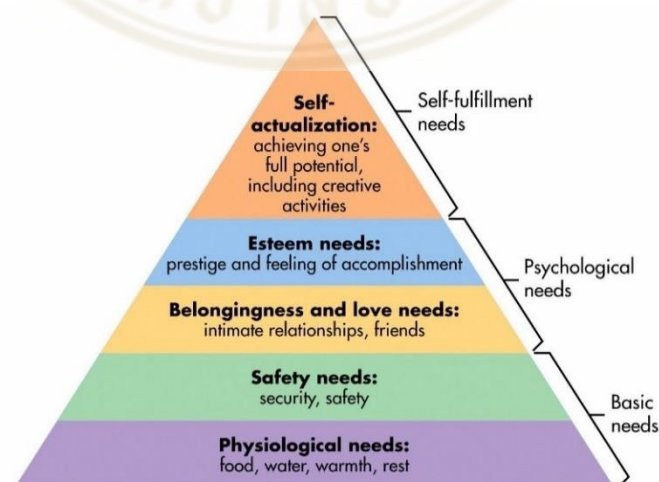 Self-
actualization:
achieving one's
full potential,
including creative
activities
Self-fulfillment
needs
Esteem needs:
prestige and feeling of accomplishment
Belongingness and love needs:
intimate relationships, friends
Psychological
needs
Safety needs:
security, safety
Physiological needs:
food, water, warmth, rest
Basic
needs